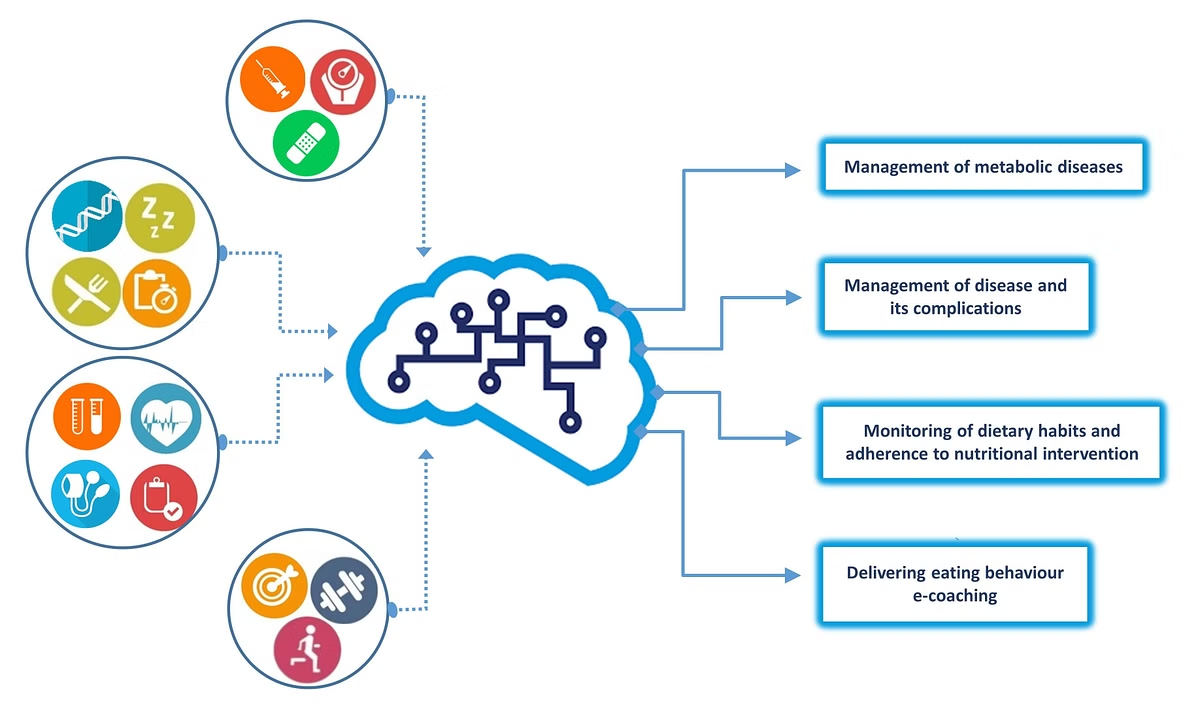 Z
Z
Z
Management of metabolic diseases
Management of disease and
its complications
Monitoring of dietary habits and
adherence to nutritional intervention
Delivering eating behaviour
e-coaching